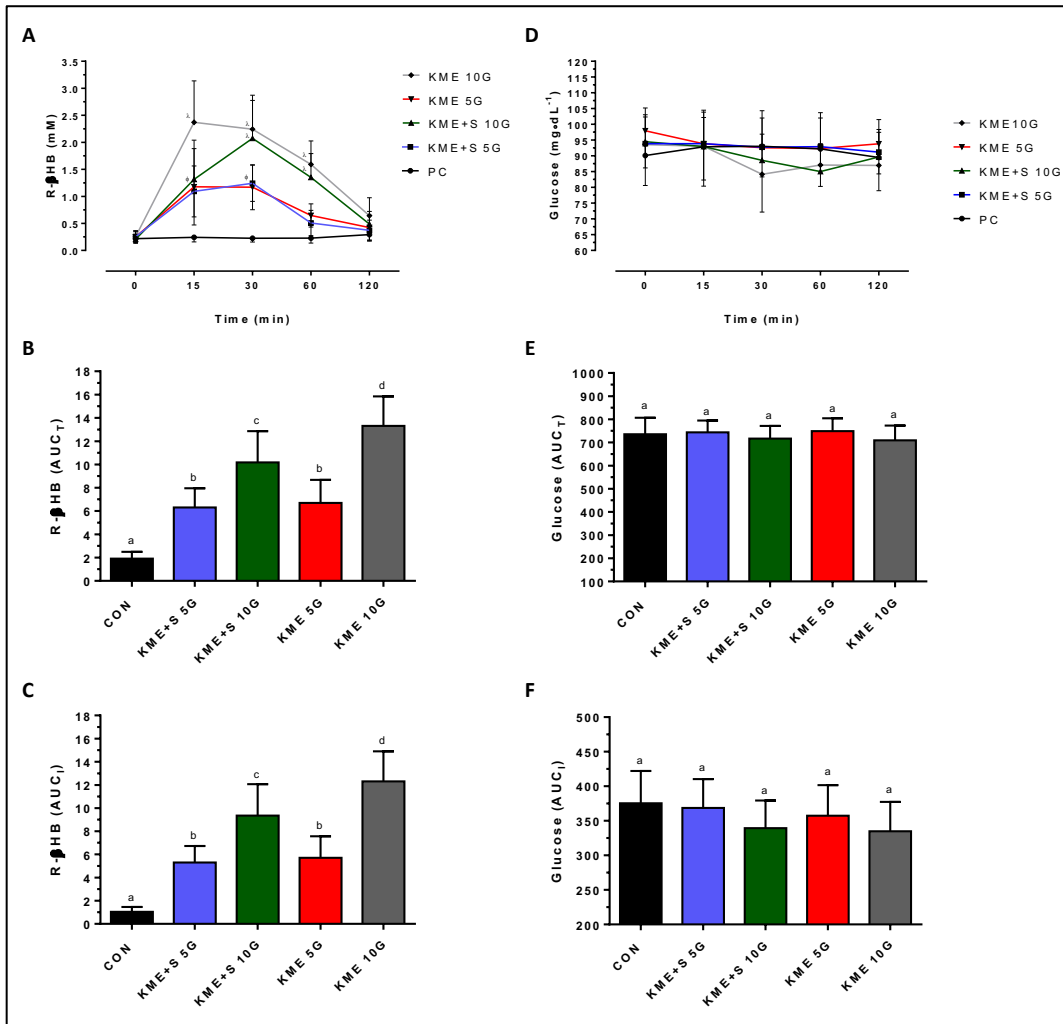 A
R-βHB (mM)
3.5
3.0
2.5
2.0
1.5
1.0
0.5
0.0
λ
λ
λ
λ
λ
ϕ
ϕ
0 15 30 60 120
Time (min)
KME 10G
KME 5G
KME+S 10G
KME+S 5G
PC
D
Glucose (mg•dL-1)
120
115
110
105
100
95
90
85
80
75
70
65
60
0 15 30 60 120
Time (min)
KME10G
KME 5G
KME+S 10G
KME+S 5G
PC
B
R-βHB (AUCT)
18
16
14
12
10
8
6
4
2
0
a b c b d
CON KME+S 5G KME+S 10G KME 5G KME 10G
E
Glucose (AUCT)
1000
900
800
700
600
500
400
300
200
100
a a a a a
CON KME+S 5G KME+S 10G KME 5G KME 10G
C
R-βHB (AUCI)
18
16
14
12
10
8
6
4
2
0
a b c b d
CON KME+S 5G KME+S 10G KME 5G KME 10G
F
Glucose (AUCI)
500
450
400
350
300
250
200
a a a a a
CON KME+S 5G KME+S 10G KME 5G KME 10G